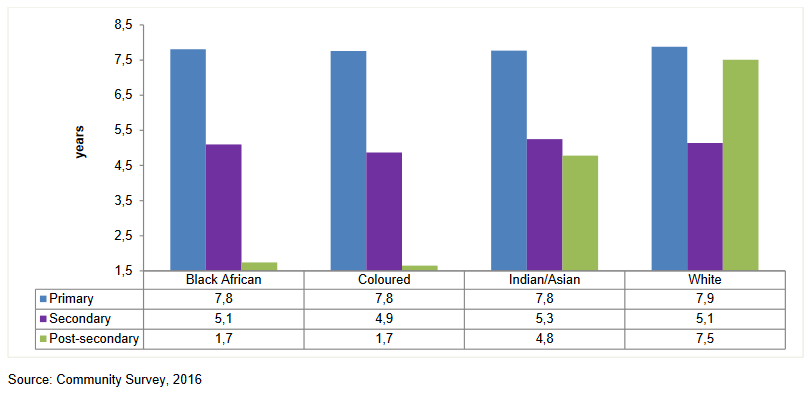 8,5
7,5
6,5
5,5
4,5
3,5
2,5
1,5
years
Black African Coloured Indian/Asian White
Primary 7,8 7,8 7,8 7,9
Secondary 5,1 4,9 5,3 5,1
Post-secondary 1,7 1,7 4,8 7,5
Source: Community Survey, 2016